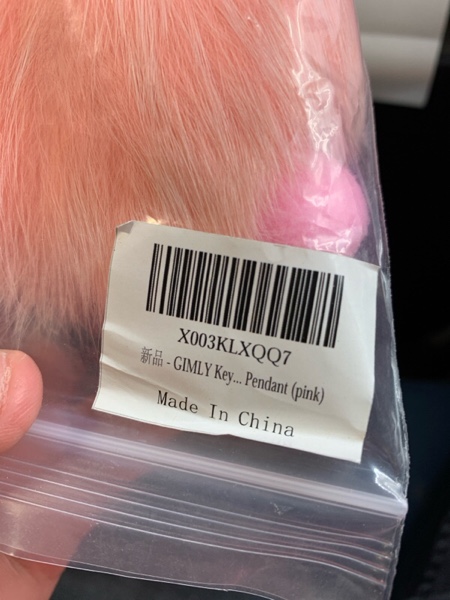 X003KLXQQ7
新品 - GIMLY Key... Pendant (pink)
Made In China